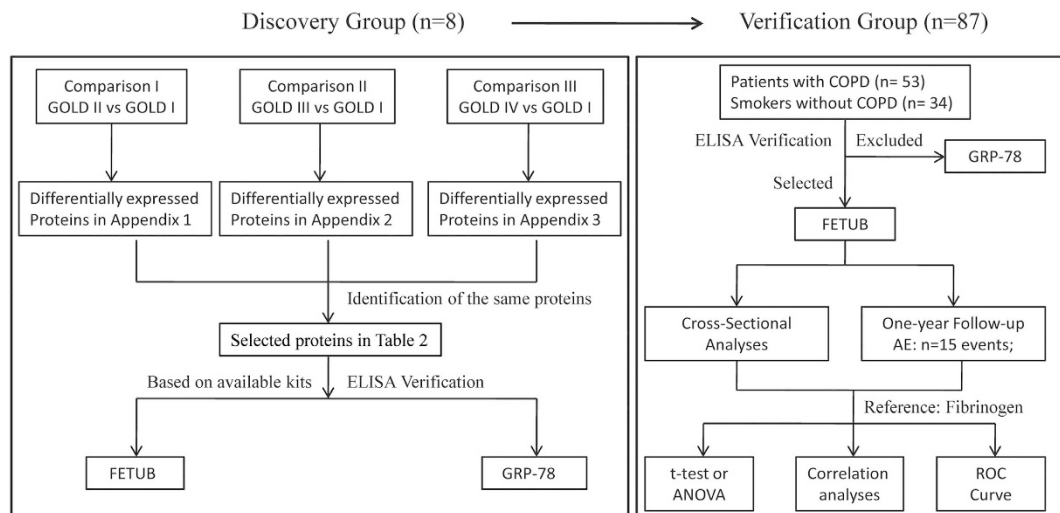 Discovery Group (n=8)
Verification Group (n=87)
Comparison I
GOLD II vs GOLD I
Comparison II
GOLD III vs GOLD I
Comparison III
GOLD IV vs GOLD I
Differentially expressed
Proteins in Appendix 1
Differentially expressed
Proteins in Appendix 2
Differentially expressed
Proteins in Appendix 3
Identification of the same proteins
Selected proteins in Table 2
Based on available kits
ELISA Verification
FETUB
GRP-78
Patients with COPD (n= 53)
Smokers without COPD (n= 34)
ELISA Verification
Excluded
GRP-78
Selected
FETUB
Cross-Sectional
Analyses
One-year Follow-up
AE: n=15 events;
Reference: Fibrinogen
t-test or
ANOVA
Correlation
analyses
ROC
Curve